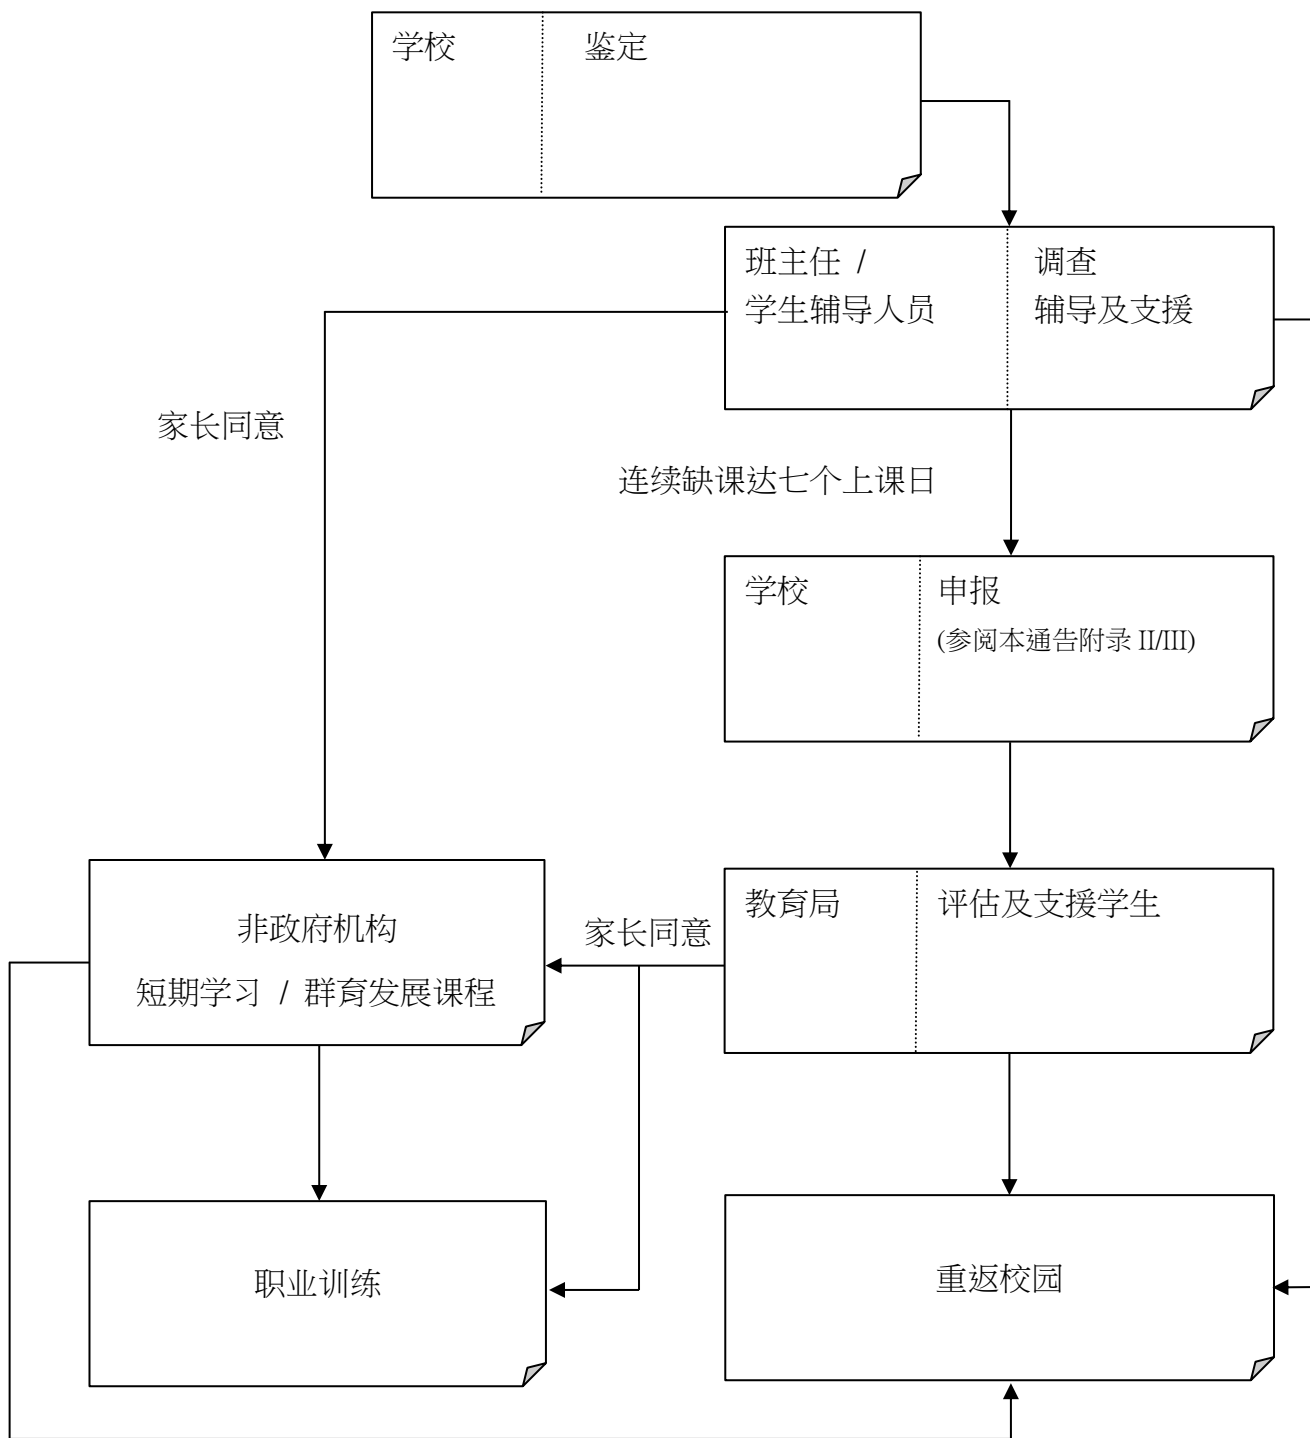 学校
鉴定
班主任 /
学生辅导人员
调查
辅导及支援
家长同意
连续缺课达七个上课日
学校
申报
(参阅本通告附录 II/III)
非政府机构
短期学习 / 群育发展课程
家长同意
教育局
评估及支援学生
职业训练
重返校园